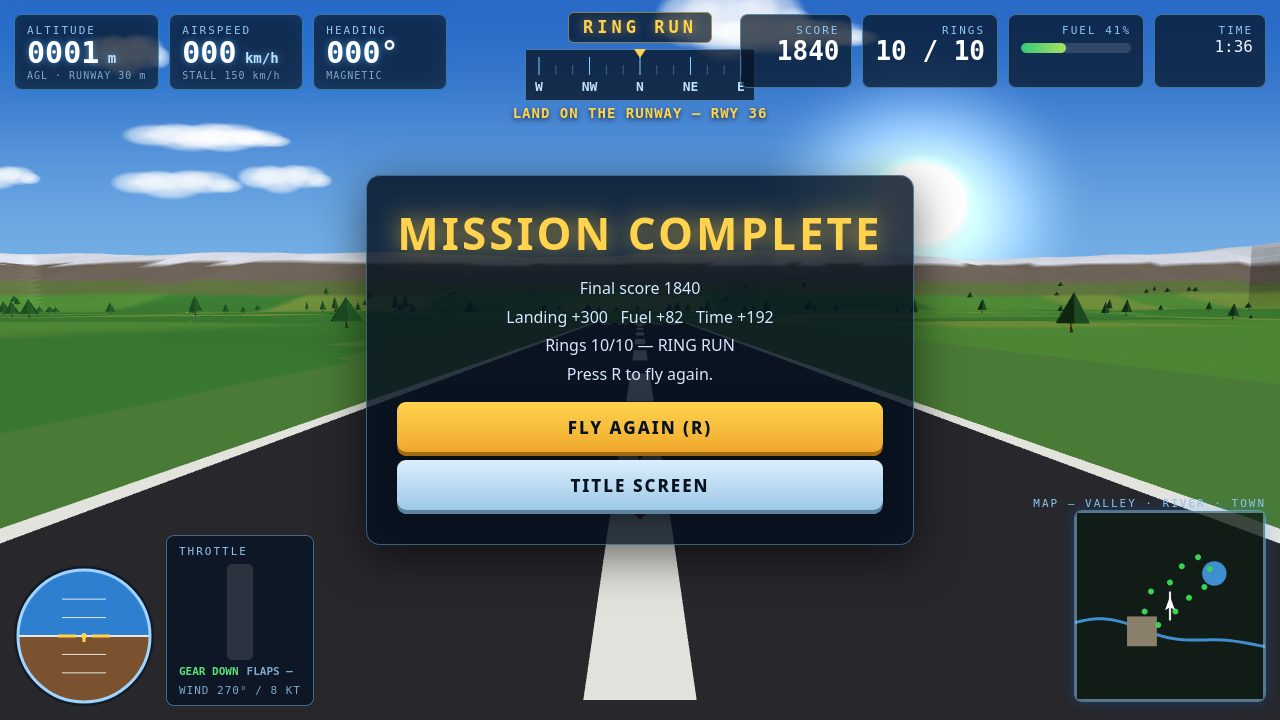 ALTITUDE
0001 m
AGL · RUNWAY 30 m
AIRSPEED
000 km/h
STALL 150 km/h
HEADING
000°
MAGNETIC
RING RUN
W NW N NE E
LAND ON THE RUNWAY — RWY 36
SCORE
1840
RINGS
10 / 10
FUEL 41%
TIME
1:36
MISSION COMPLETE
Final score 1840
Landing +300 Fuel +82 Time +192
Rings 10/10 — RING RUN
Press R to fly again.
FLY AGAIN (R)
TITLE SCREEN
THROTTLE
GEAR DOWN FLAPS —
WIND 270° / 8 KT
MAP — VALLEY · RIVER · TOWN